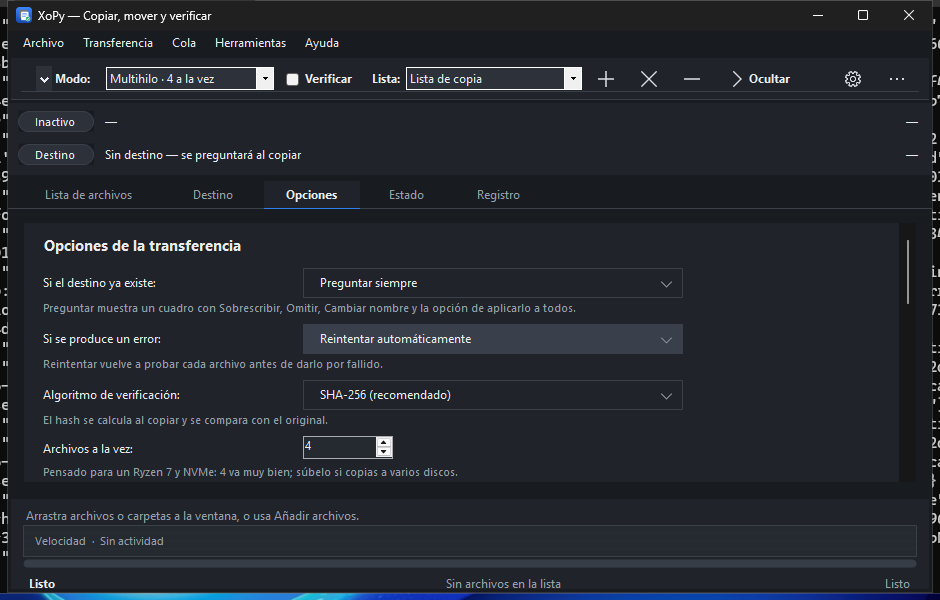 XoPy — Copiar, mover y verificar
Archivo Transferencia Cola Herramientas Ayuda
Modo: Multihilo · 4 a la vez Verificar Lista: Lista de copia Ocultar
Inactivo —
Destino Sin destino — se preguntará al copiar
Lista de archivos Destino Opciones Estado Registro
Opciones de la transferencia
Si el destino ya existe: Preguntar siempre
Preguntar muestra un cuadro con Sobrescribir, Omitir, Cambiar nombre y la opción de aplicarlo a todos.
Si se produce un error: Reintentar automáticamente
Reintentar vuelve a probar cada archivo antes de darlo por fallido.
Algoritmo de verificación: SHA-256 (recomendado)
El hash se calcula al copiar y se compara con el original.
Archivos a la vez: 4
Pensado para un Ryzen 7 y NVMe: 4 va muy bien; súbelo si copias a varios discos.
Arrastra archivos o carpetas a la ventana, o usa Añadir archivos.
Velocidad · Sin actividad
Listo Sin archivos en la lista Listo